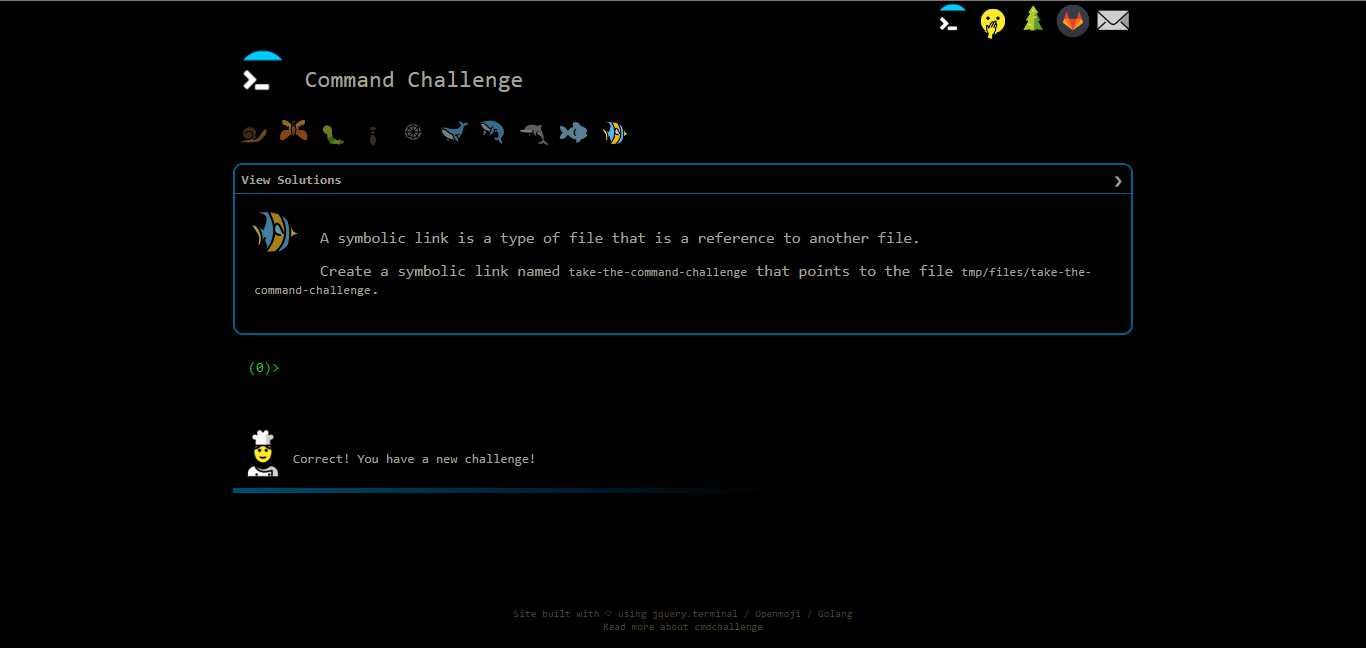 Command Challenge
View Solutions ❯
A symbolic link is a type of file that is a reference to another file.
Create a symbolic link named take-the-command-challenge that points to the file tmp/files/take-the-
command-challenge.
(0)>
Correct! You have a new challenge!
Site built with ♡ using jquery.terminal / Openmoji / Golang
Read more about cmdchallenge